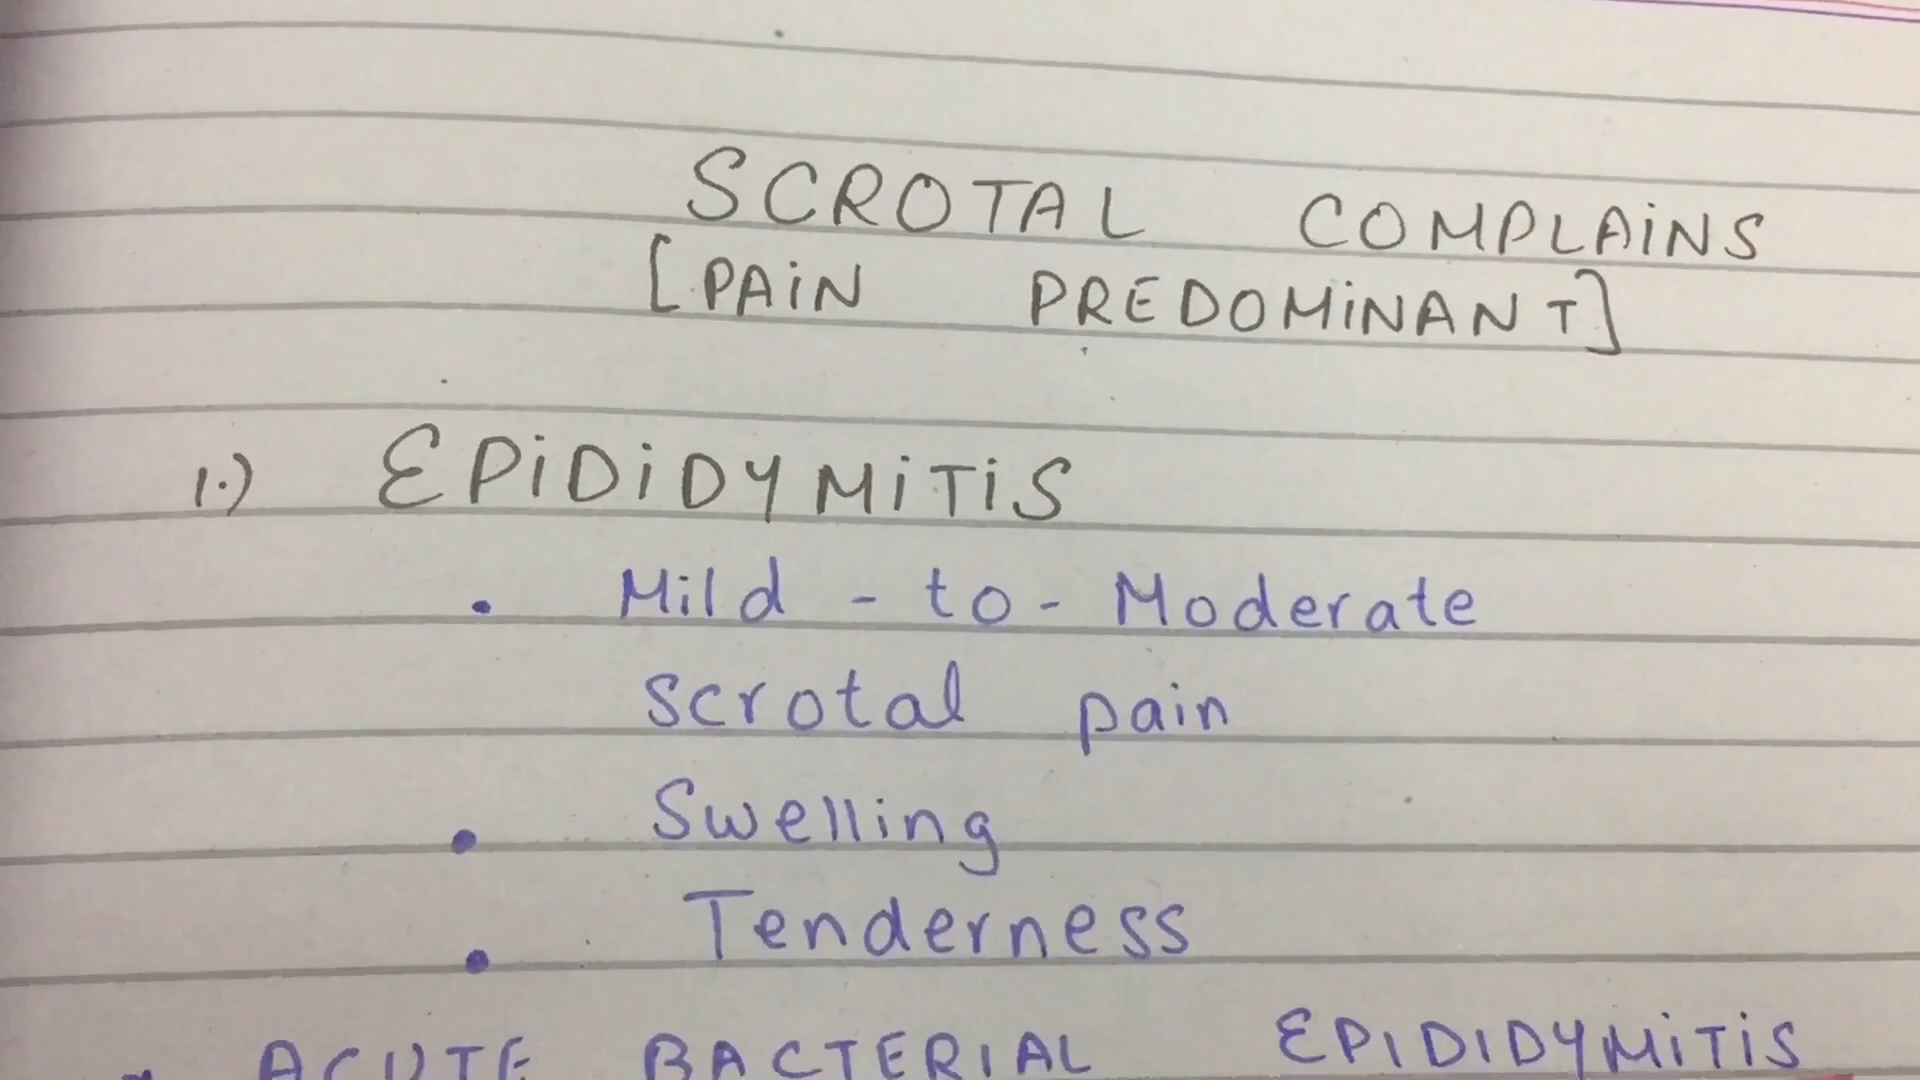 SCROTAL COMPLAINS
[PAIN PREDOMINANT]
1.) EPIDIDYMITIS
• Mild - to - Moderate
scrotal pain
• Swelling
• Tenderness
ACUTE BACTERIAL EPIDIDYMITIS